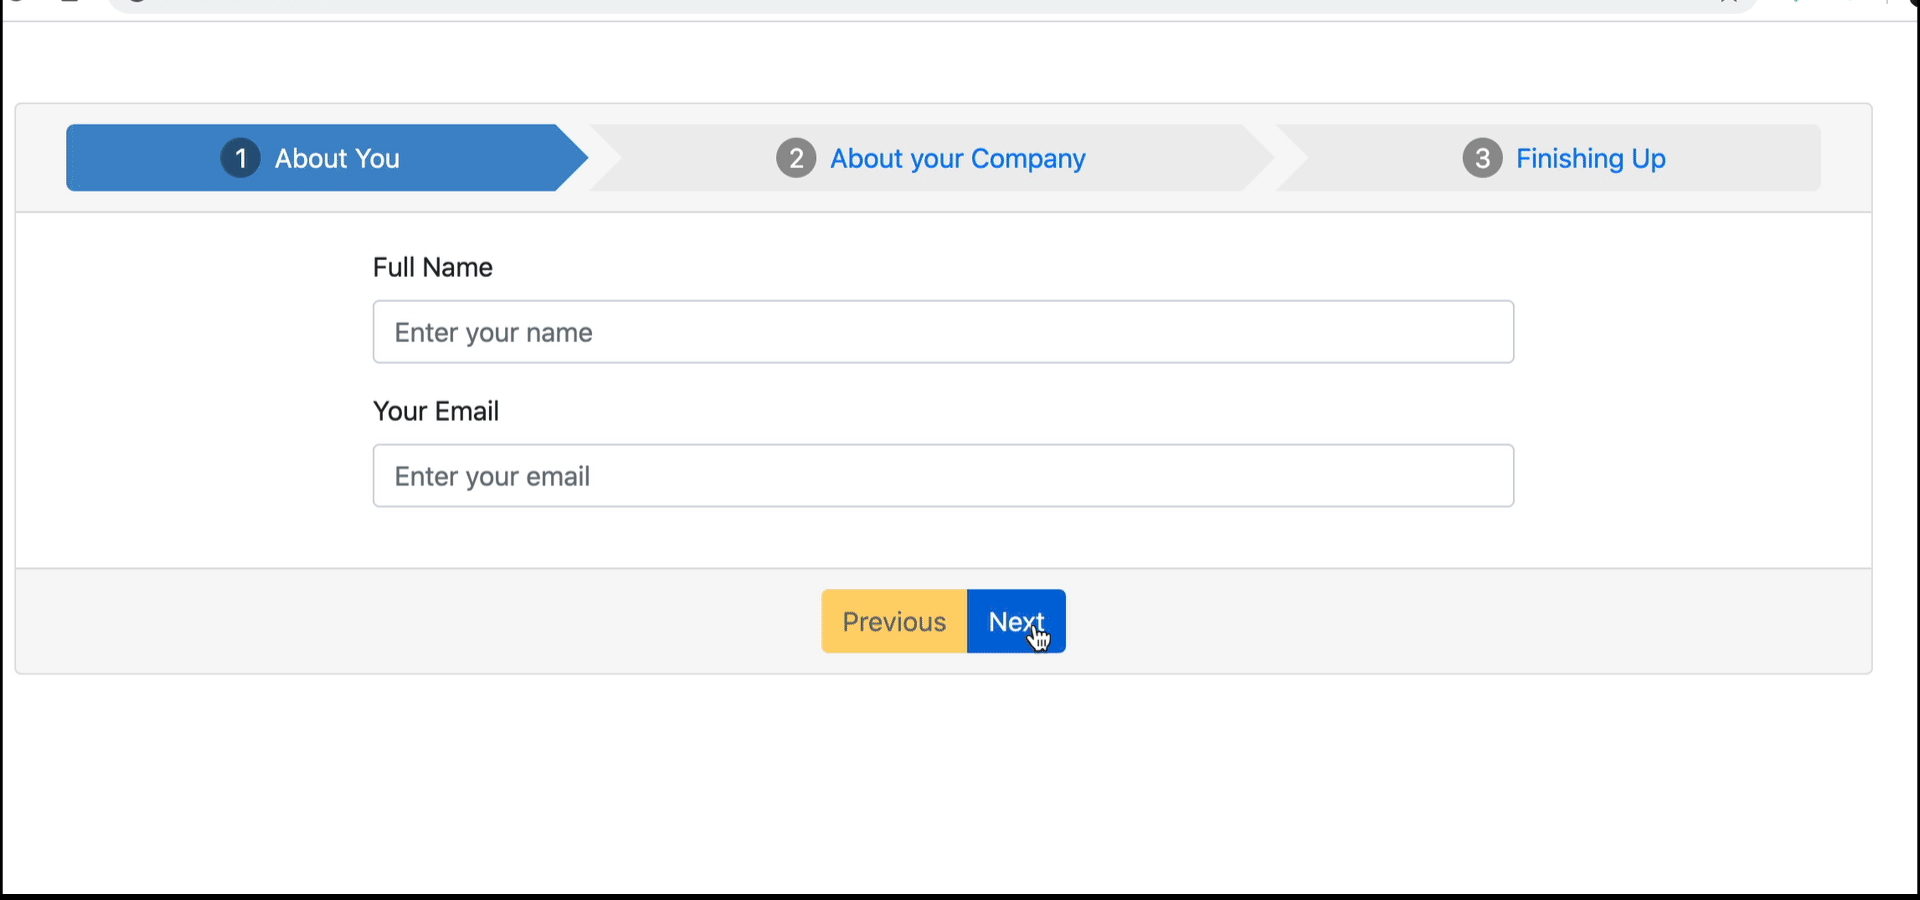 1 About You
2 About your Company
3 Finishing Up
Full Name
Enter your name
Your Email
Enter your email
Previous Next